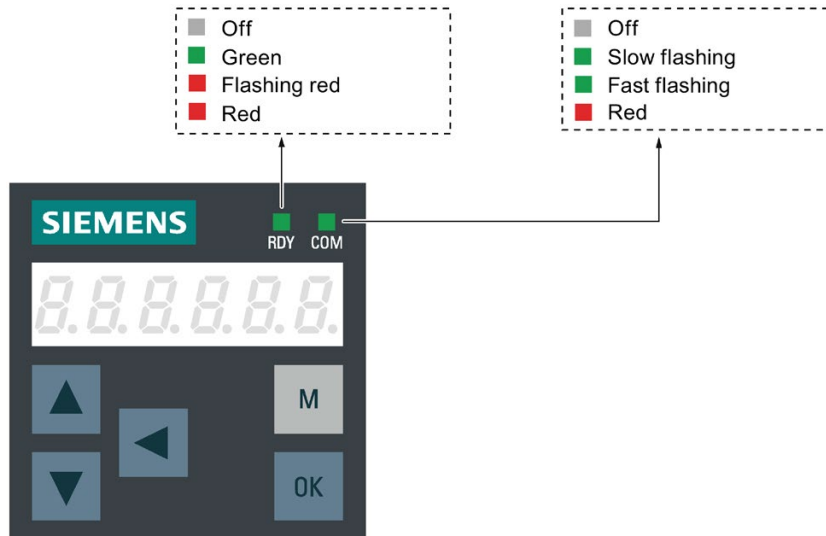 Off
Green
Flashing red
Red
Off
Slow flashing
Fast flashing
Red
SIEMENS
RDY COM
8.8.8.8.8.8.
M
OK